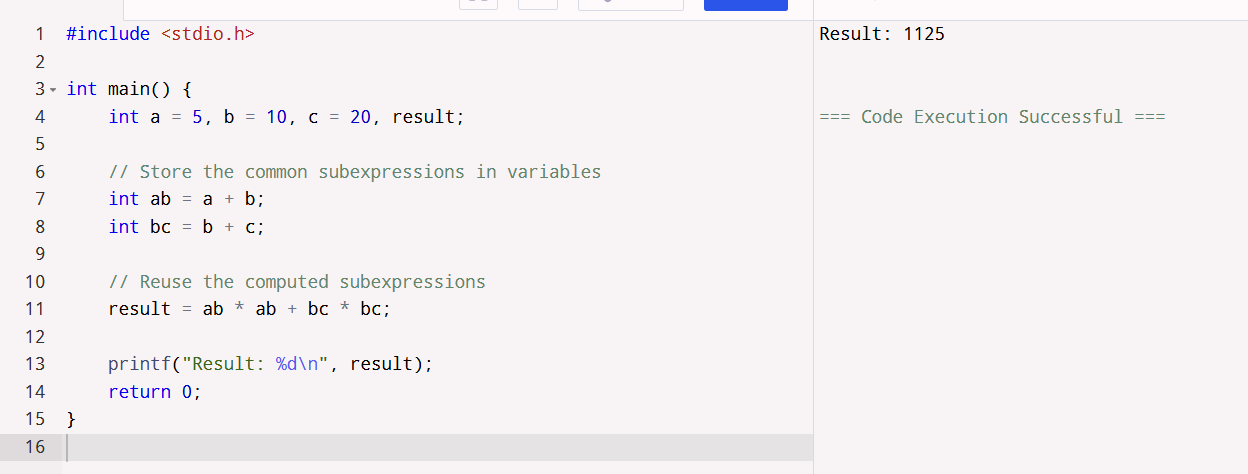 1 #include <stdio.h>
2
3 int main() {
4     int a = 5, b = 10, c = 20, result;
5
6     // Store the common subexpressions in variables
7     int ab = a + b;
8     int bc = b + c;
9
10     // Reuse the computed subexpressions
11     result = ab * ab + bc * bc;
12
13     printf("Result: %d\n", result);
14     return 0;
15 }
16
Result: 1125
=== Code Execution Successful ===